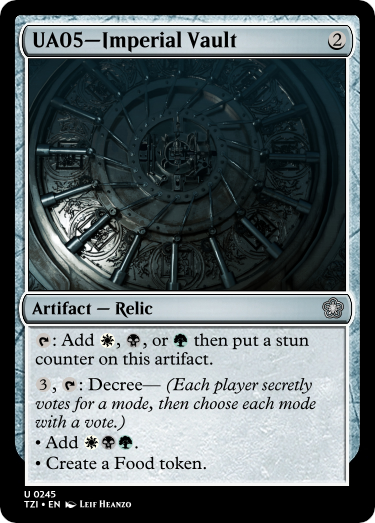 UA05—Imperial Vault 2
Artifact — Relic
: Add , , or then put a stun
counter on this artifact.
3, : Decree— (Each player secretly
votes for a mode, then choose each mode
with a vote.)
• Add .
• Create a Food token.
U 0245
TZI • EN Leif Heanzo